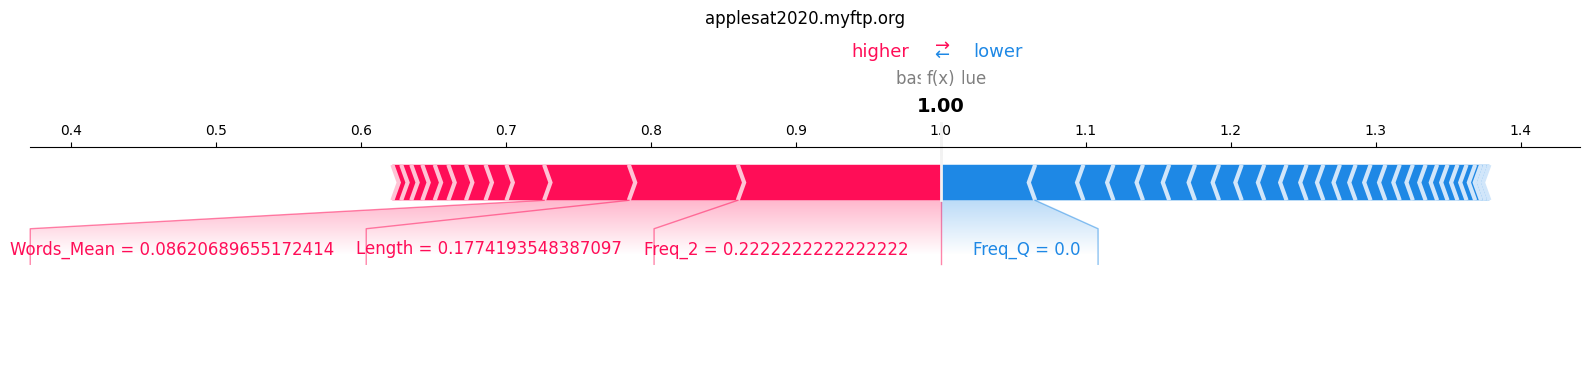 applesat2020.myftp.org
higher → ← lower
bas f(x) lue
1.00
0.4 0.5 0.6 0.7 0.8 0.9 1.0 1.1 1.2 1.3 1.4
Words_Mean = 0.08620689655172414 Length = 0.1774193548387097 Freq_2 = 0.2222222222222222 Freq_Q = 0.0